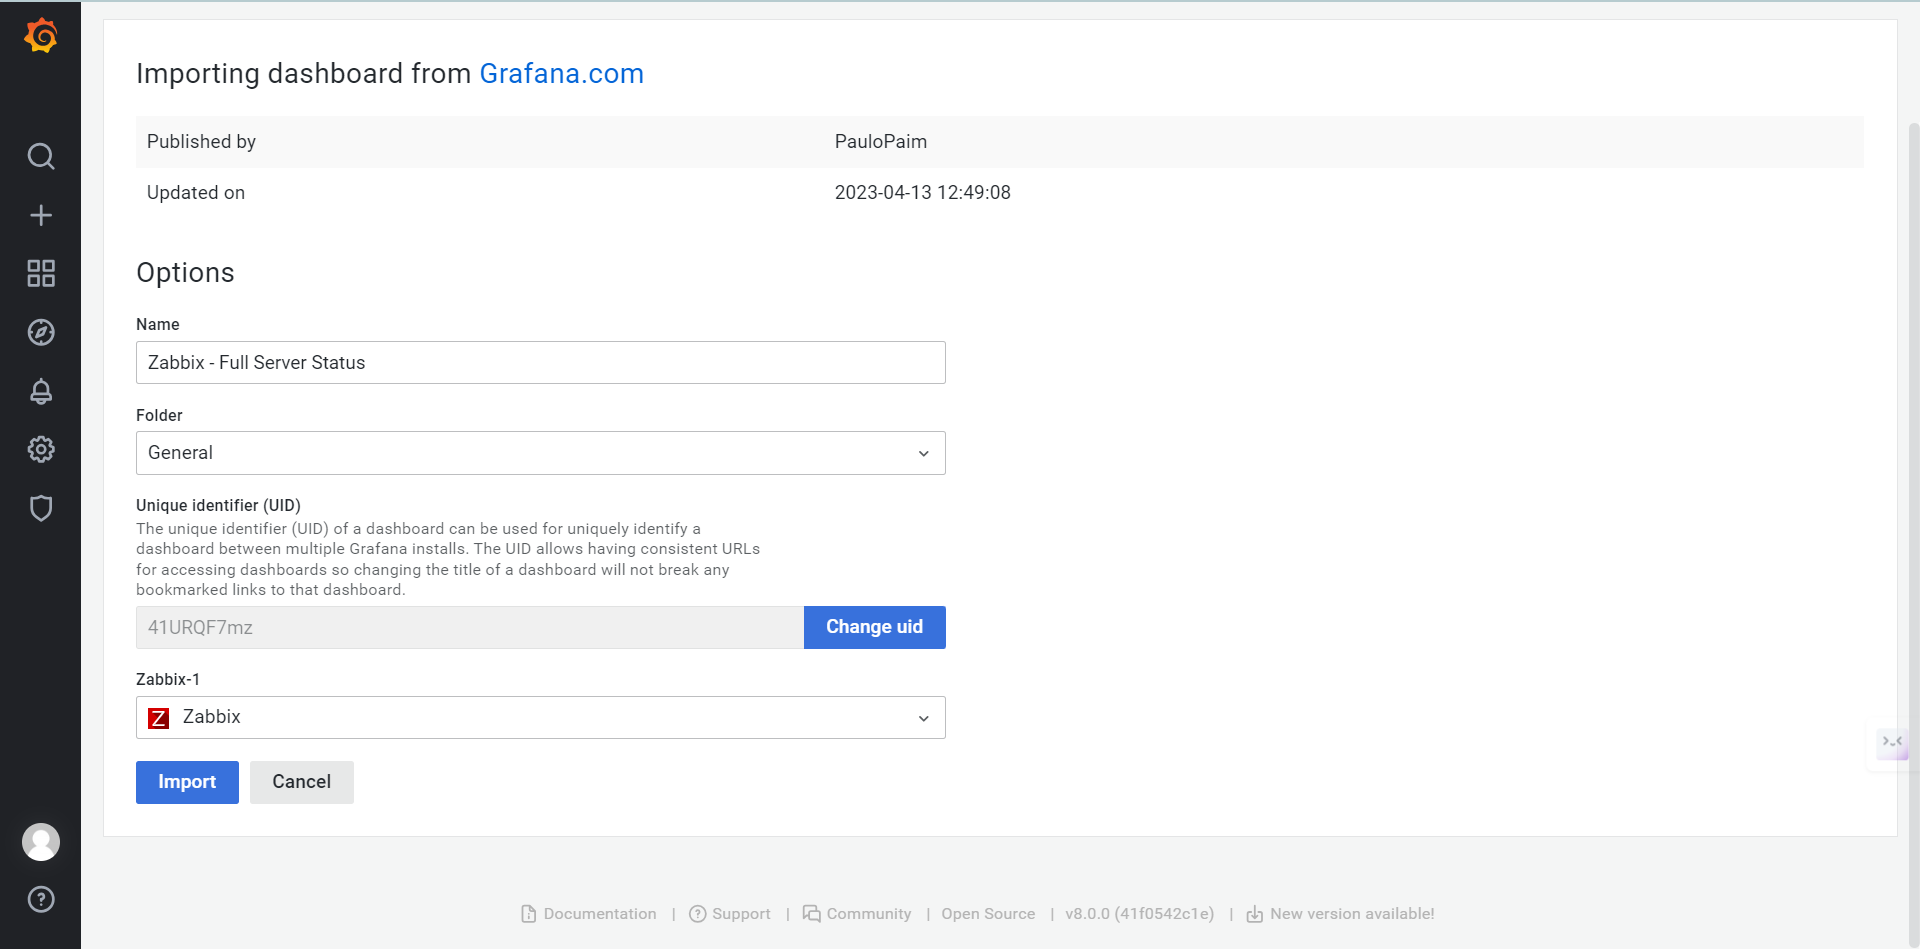 Importing dashboard from Grafana.com
Published by PauloPaim
Updated on 2023-04-13 12:49:08
Options
Name
Zabbix - Full Server Status
Folder
General
Unique identifier (UID)
The unique identifier (UID) of a dashboard can be used for uniquely identify a
dashboard between multiple Grafana installs. The UID allows having consistent URLs
for accessing dashboards so changing the title of a dashboard will not break any
bookmarked links to that dashboard.
41URQF7mz Change uid
Zabbix-1
Z Zabbix
Import Cancel
Documentation | Support | Community | Open Source | v8.0.0 (41f0542c1e) | New version available!